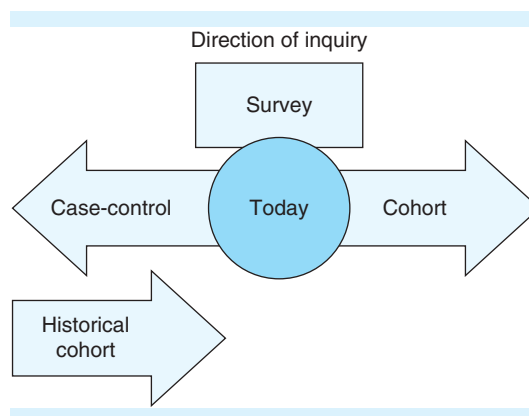 Direction of inquiry
Survey
Case-control
Today
Cohort
Historical
cohort